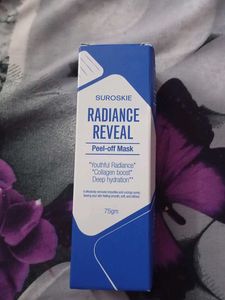 SUROSKIE
RADIANCE
REVEAL
Peel-off Mask
"Youthful Radiance"
"Collagen boost"
Deep hydration""
75gm